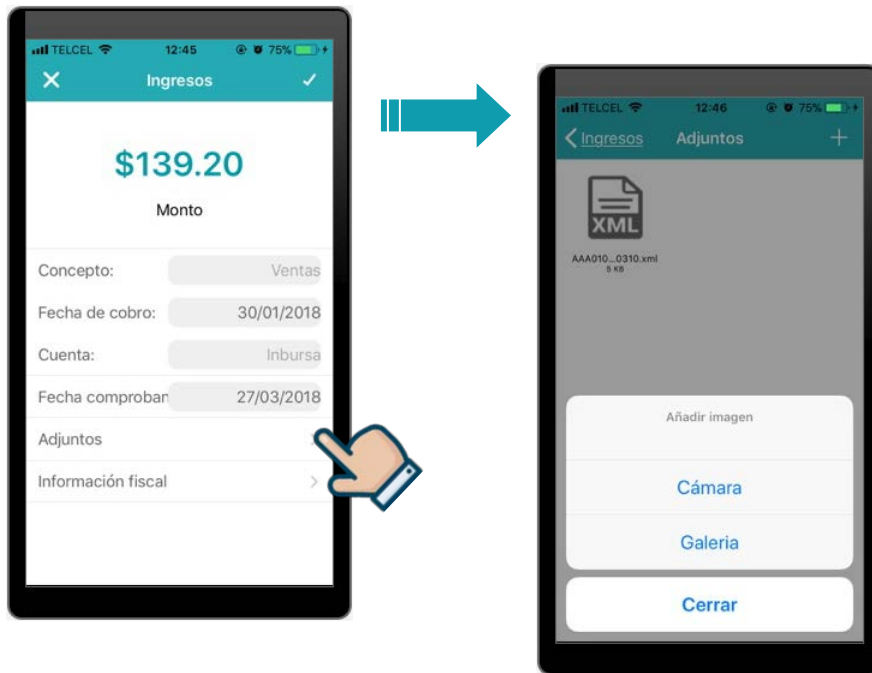 TELCEL 12:45 75%
Ingresos
$139.20
Monto
Concepto: Ventas
Fecha de cobro: 30/01/2018
Cuenta: Inbursa
Fecha comproban 27/03/2018
Adjuntos
Información fiscal
TELCEL 12:46 75%
Ingresos Adjuntos
XML
AAA010...0310.xml
5 KB
Añadir imagen
Cámara
Galeria
Cerrar